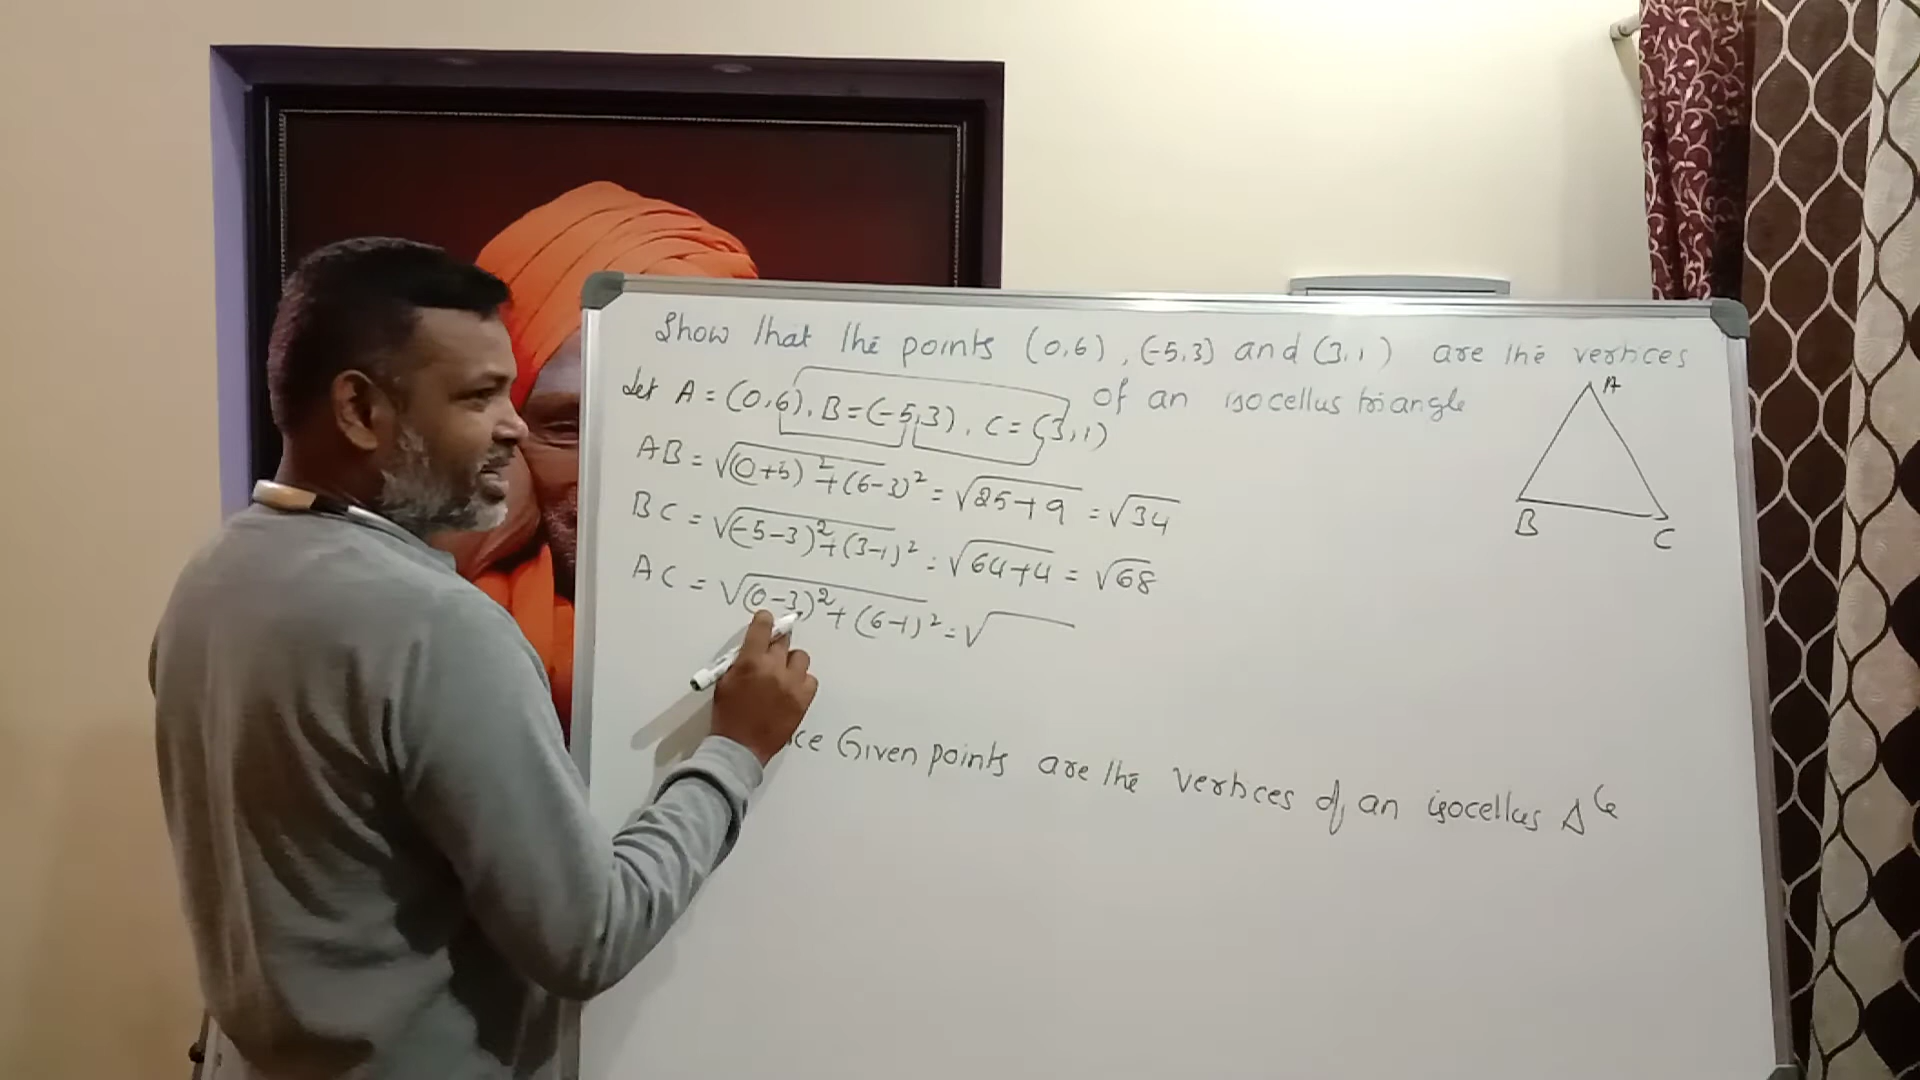 Show that the points (0,6), (-5,3) and (3,1) are the vertices
of an isocellus triangle
Let A = (0,6), B = (-5,3), C = (3,1)
A
AB = √(0+5)²+(6-3)² = √25+9 = √34
BC = √(-5-3)²+(3-1)² = √64+4 = √68
B C
AC = √(0-3)²+(6-1)² = √
Given points are the vertices of an isocellus Δle